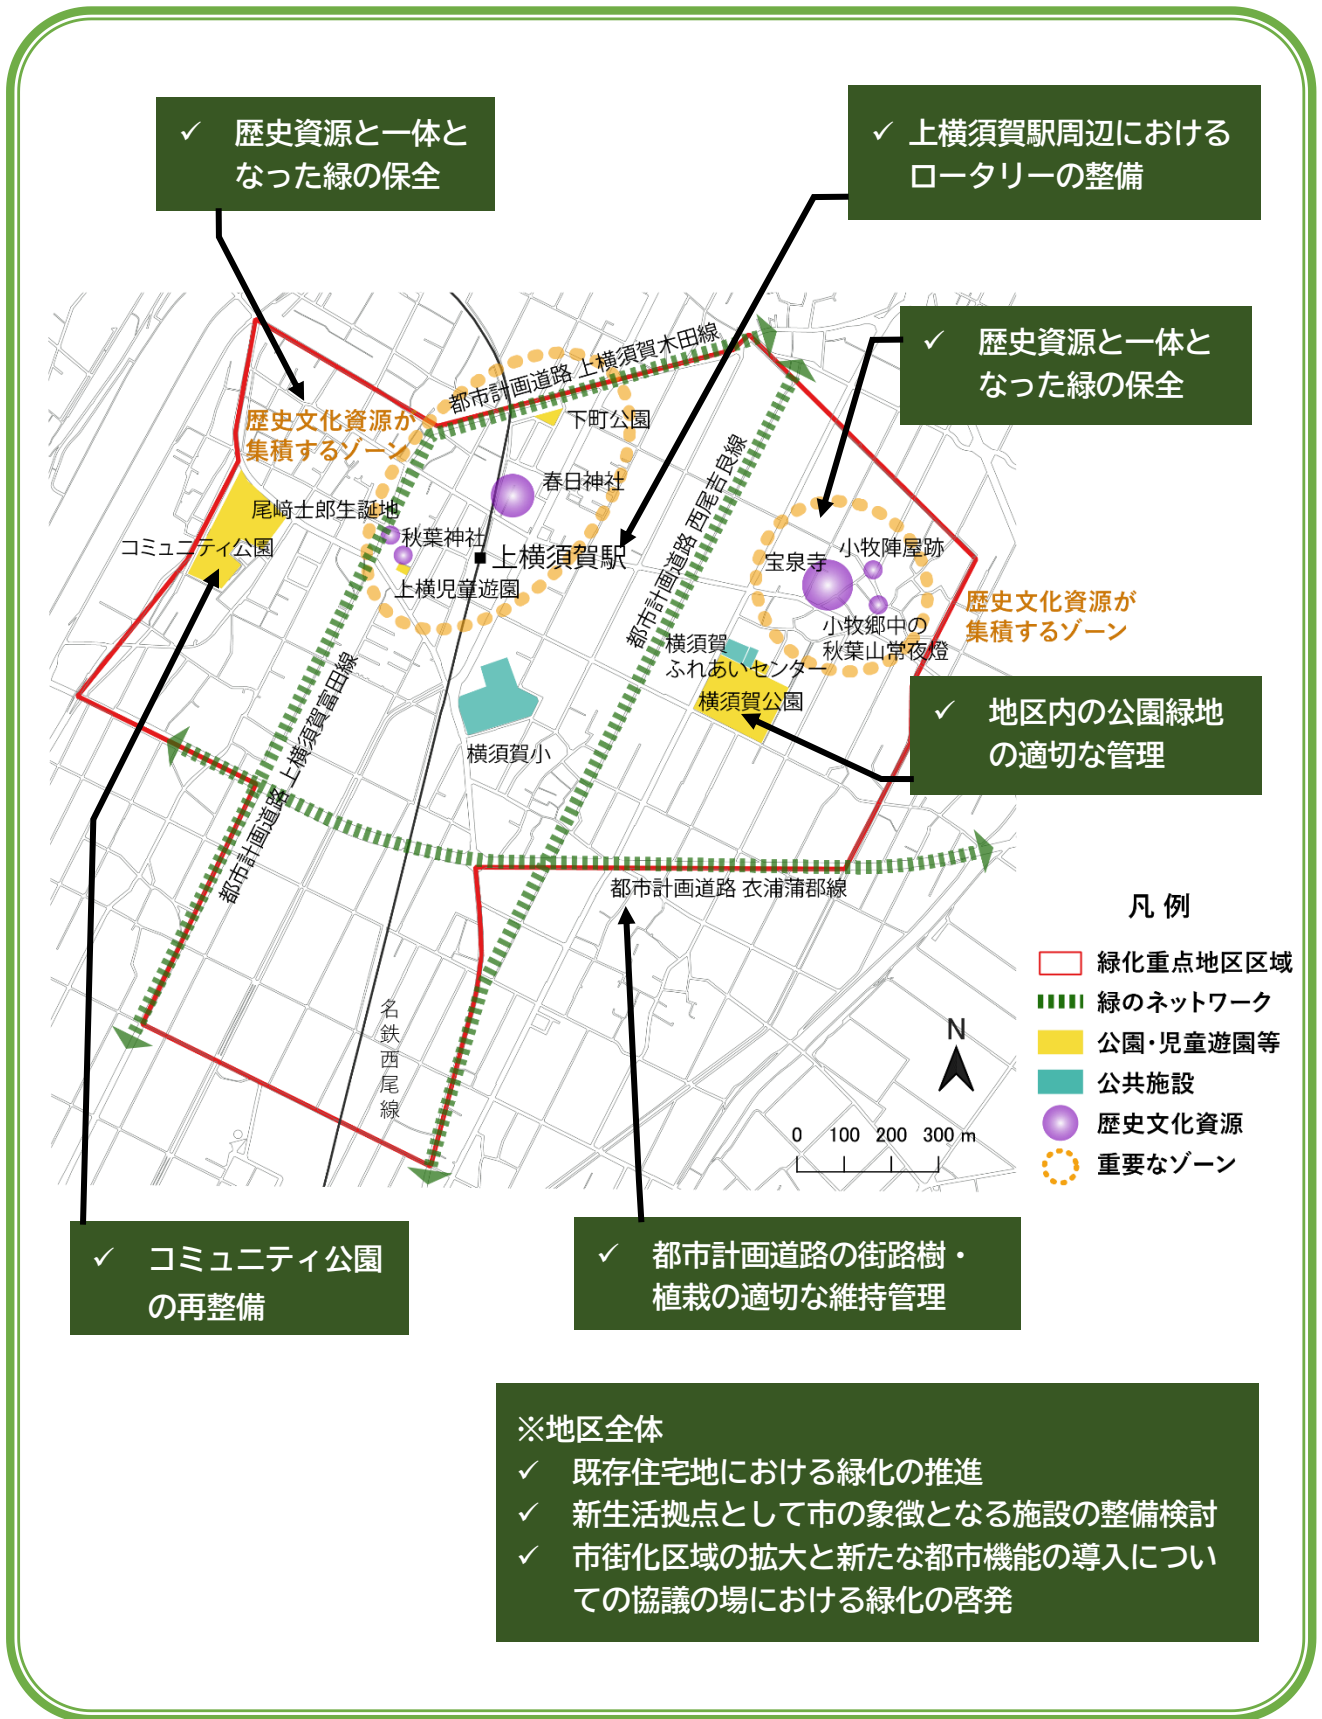 ✓ 歴史資源と一体と
なった緑の保全
✓ 上横須賀駅周辺における
ロータリーの整備
✓ 歴史資源と一体と
なった緑の保全
都市計画道路 上横須賀木田線
下町公園
歴史文化資源が
集積するゾーン
都市計画道路 西尾吉良線
春日神社
尾﨑士郎生誕地
秋葉神社
コミュニティ公園
上横須賀駅
小牧陣屋跡
宝泉寺
上横児童遊園
歴史文化資源が
集積するゾーン
小牧郷中の
秋葉山常夜燈
横須賀
ふれあいセンター
横須賀公園
✓ 地区内の公園緑地
の適切な管理
都市計画道路 上横須賀富田線
横須賀小
都市計画道路 衣浦蒲郡線
名鉄西尾線
凡 例
緑化重点地区区域
緑のネットワーク
公園・児童遊園等
公共施設
歴史文化資源
重要なゾーン
N
0 100 200 300 m
✓ コミュニティ公園
の再整備
✓ 都市計画道路の街路樹・
植栽の適切な維持管理
※地区全体
✓ 既存住宅地における緑化の推進
✓ 新生活拠点として市の象徴となる施設の整備検討
✓ 市街化区域の拡大と新たな都市機能の導入につい
ての協議の場における緑化の啓発